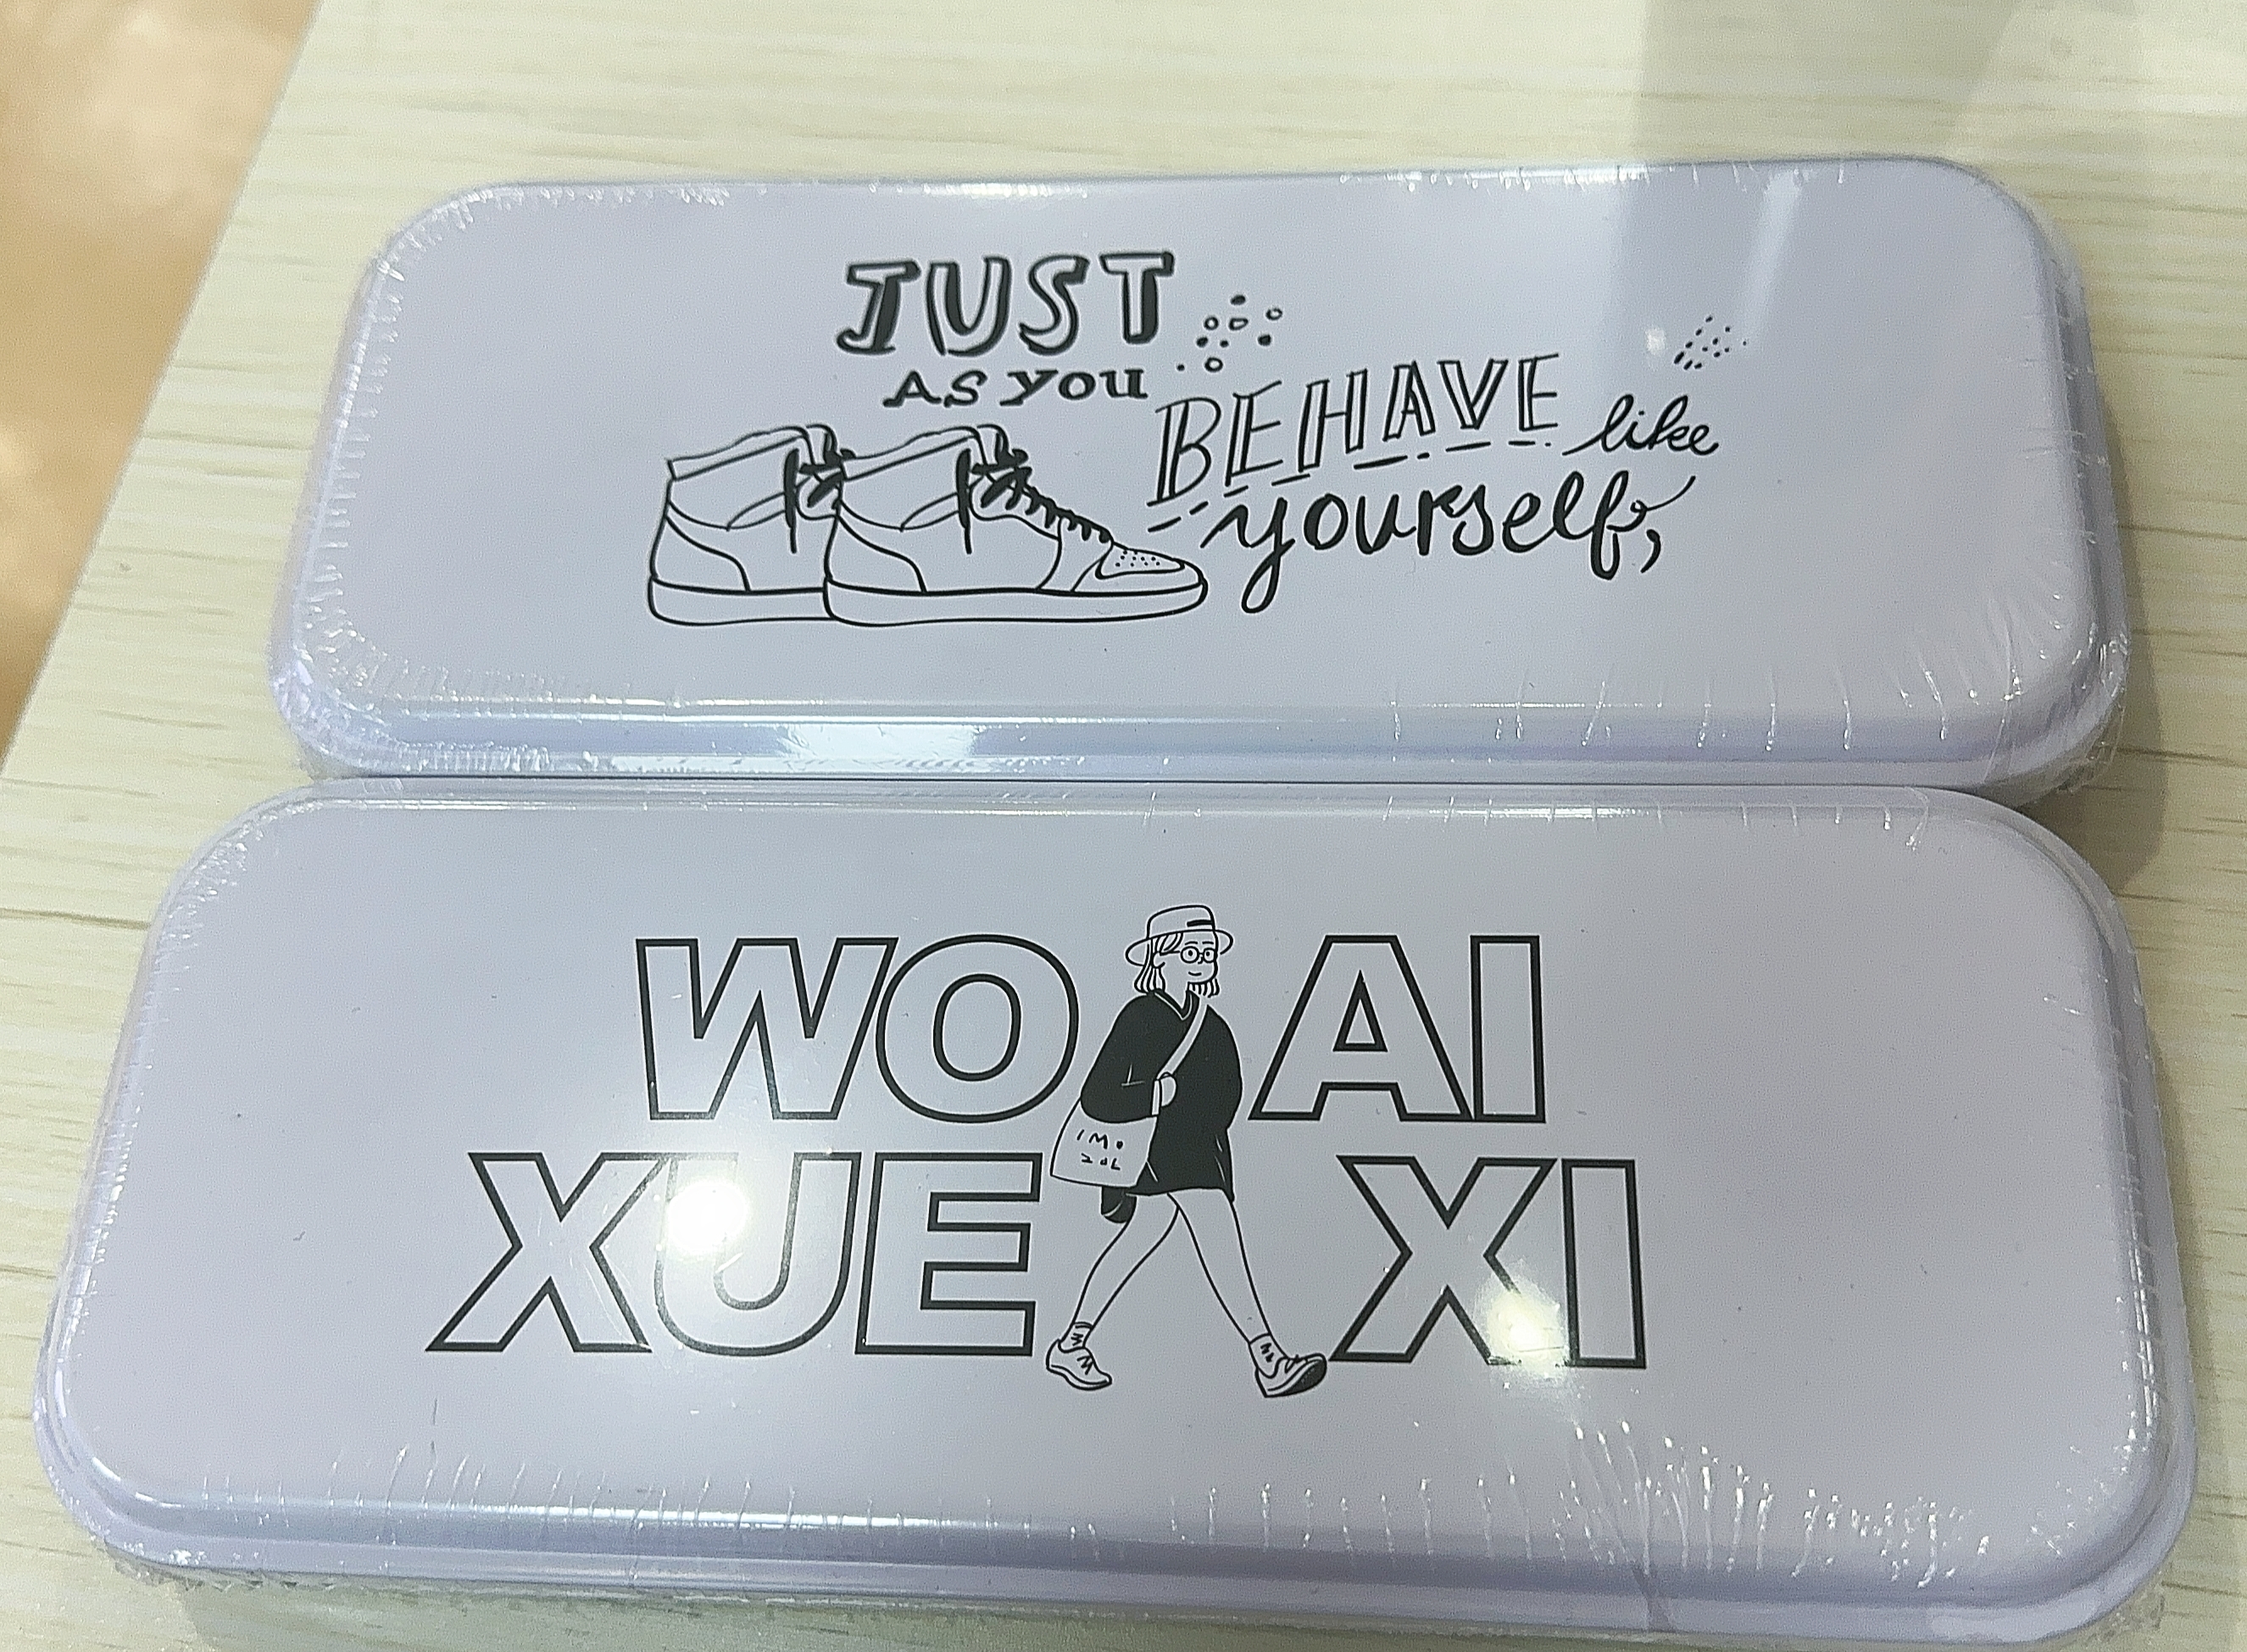 JUST
AS you
BEHAVE like
yourself,
WO AI
XUE XI